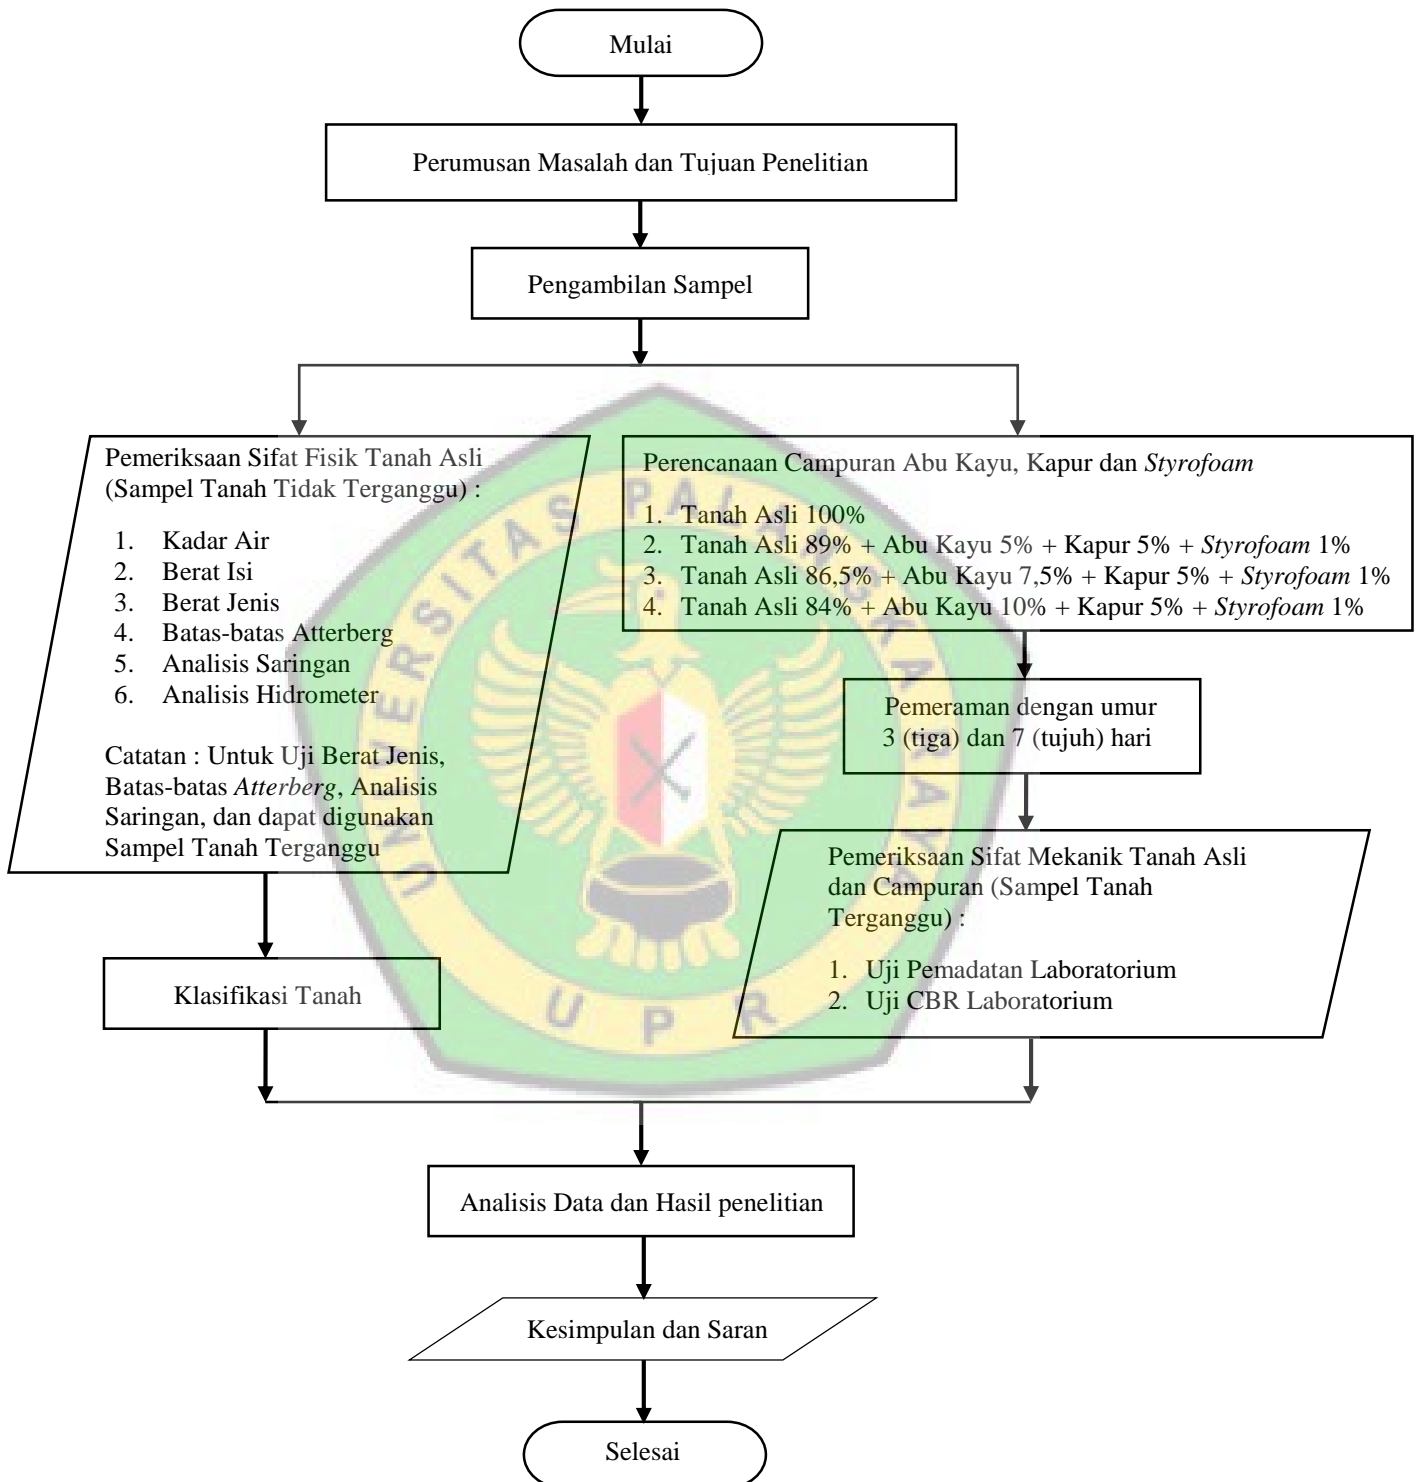 Mulai
Perumusan Masalah dan Tujuan Penelitian
Pengambilan Sampel
Pemeriksaan Sifat Fisik Tanah Asli
(Sampel Tanah Tidak Terganggu) :
1. Kadar Air
2. Berat Isi
3. Berat Jenis
4. Batas-batas Atterberg
5. Analisis Saringan
6. Analisis Hidrometer
Catatan : Untuk Uji Berat Jenis,
Batas-batas Atterberg, Analisis
Saringan, dan dapat digunakan
Sampel Tanah Terganggu
Klasifikasi Tanah
Perencanaan Campuran Abu Kayu, Kapur dan Styrofoam
1. Tanah Asli 100%
2. Tanah Asli 89% + Abu Kayu 5% + Kapur 5% + Styrofoam 1%
3. Tanah Asli 86,5% + Abu Kayu 7,5% + Kapur 5% + Styrofoam 1%
4. Tanah Asli 84% + Abu Kayu 10% + Kapur 5% + Styrofoam 1%
Pemeraman dengan umur
3 (tiga) dan 7 (tujuh) hari
Pemeriksaan Sifat Mekanik Tanah Asli
dan Campuran (Sampel Tanah
Terganggu) :
1. Uji Pemadatan Laboratorium
2. Uji CBR Laboratorium
Analisis Data dan Hasil penelitian
Kesimpulan dan Saran
Selesai
UNIVERSITAS PALANGKA RAYA
UPR